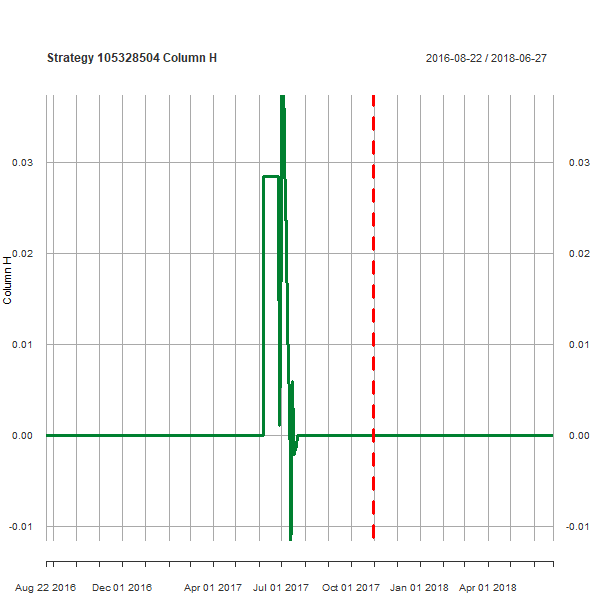 Strategy 105328504 Column H
2016-08-22 / 2018-06-27
0.03
0.03
0.02
0.02
Column H
0.01
0.01
0.00
0.00
-0.01
-0.01
Aug 22 2016
Dec 01 2016
Apr 01 2017
Jul 01 2017
Oct 01 2017
Jan 01 2018
Apr 01 2018